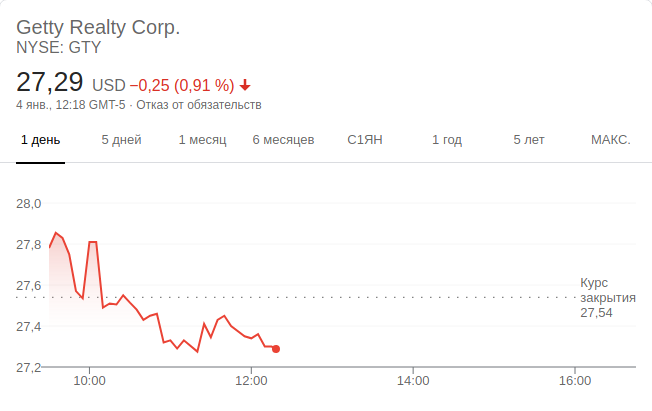 Getty Realty Corp.
NYSE: GTY
27,29 USD −0,25 (0,91 %)
4 янв., 12:18 GMT-5 · Отказ от обязательств
1 день 5 дней 1 месяц 6 месяцев С1ЯН 1 год 5 лет МАКС.
28,0
27,8
27,6
27,4
27,2
Курс
закрытия
27,54
10:00 12:00 14:00 16:00